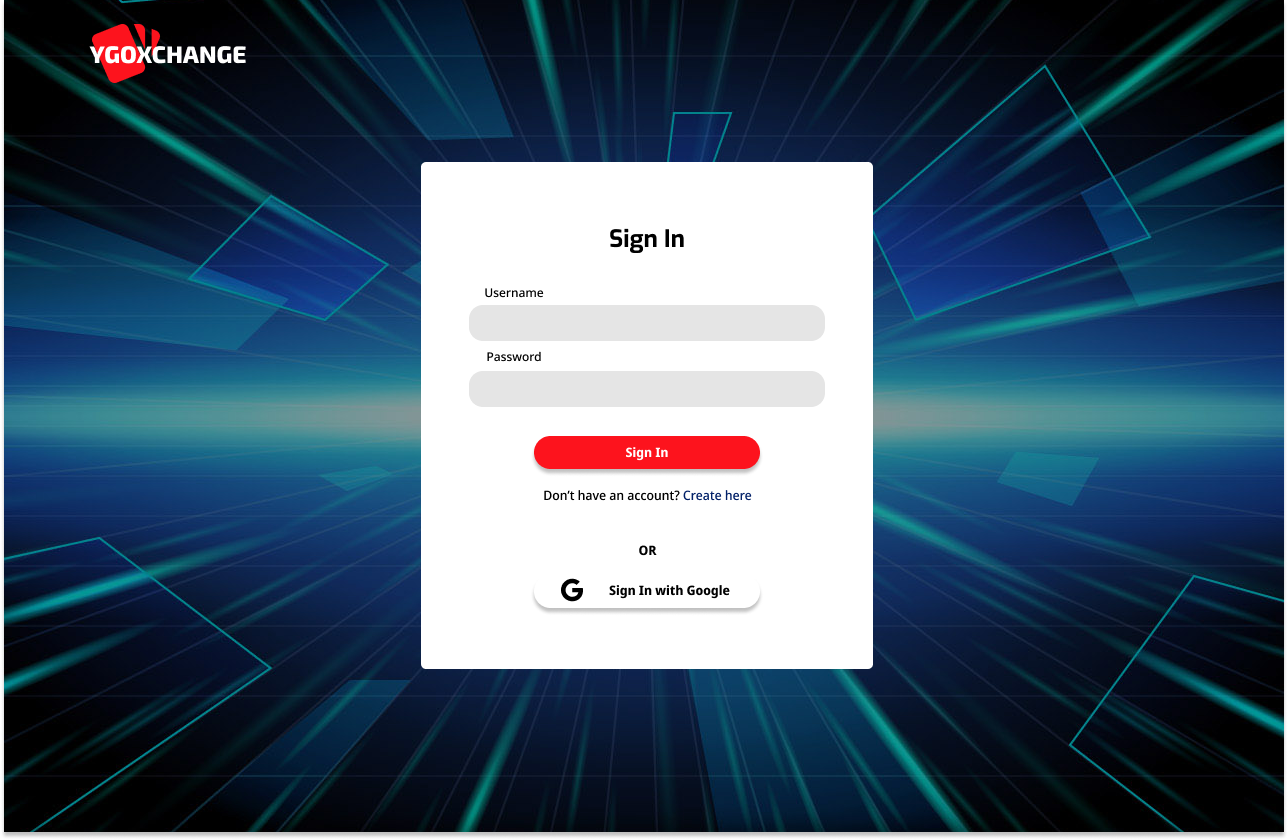 YGOXCHANGE
Sign In
Username
Password
Sign In
Don’t have an account? Create here
OR
Sign In with Google